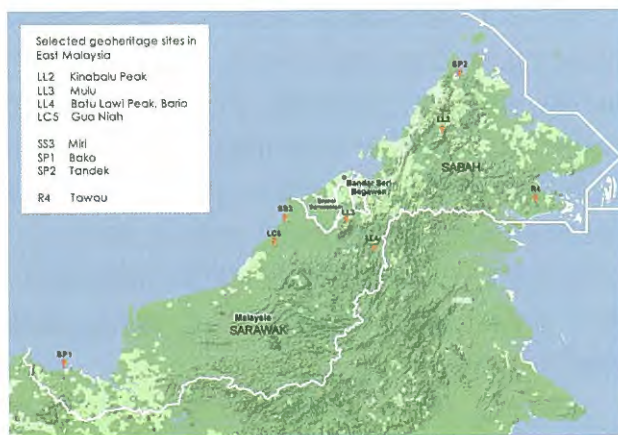 Selected geoheritage sites in
East Malaysia
LL2 Kinabalu Peak
LL3 Mulu
LL4 Batu Lawi Peak, Bario
LC5 Gua Niah
SS3 Miri
SP1 Bako
SP2 Tandek
R4 Tawau
SP2
LL2
SABAH
Bandar Seri
Begawan
R4
SS3
LL3
LC5
LL4
Malaysia
SARAWAK
SP1